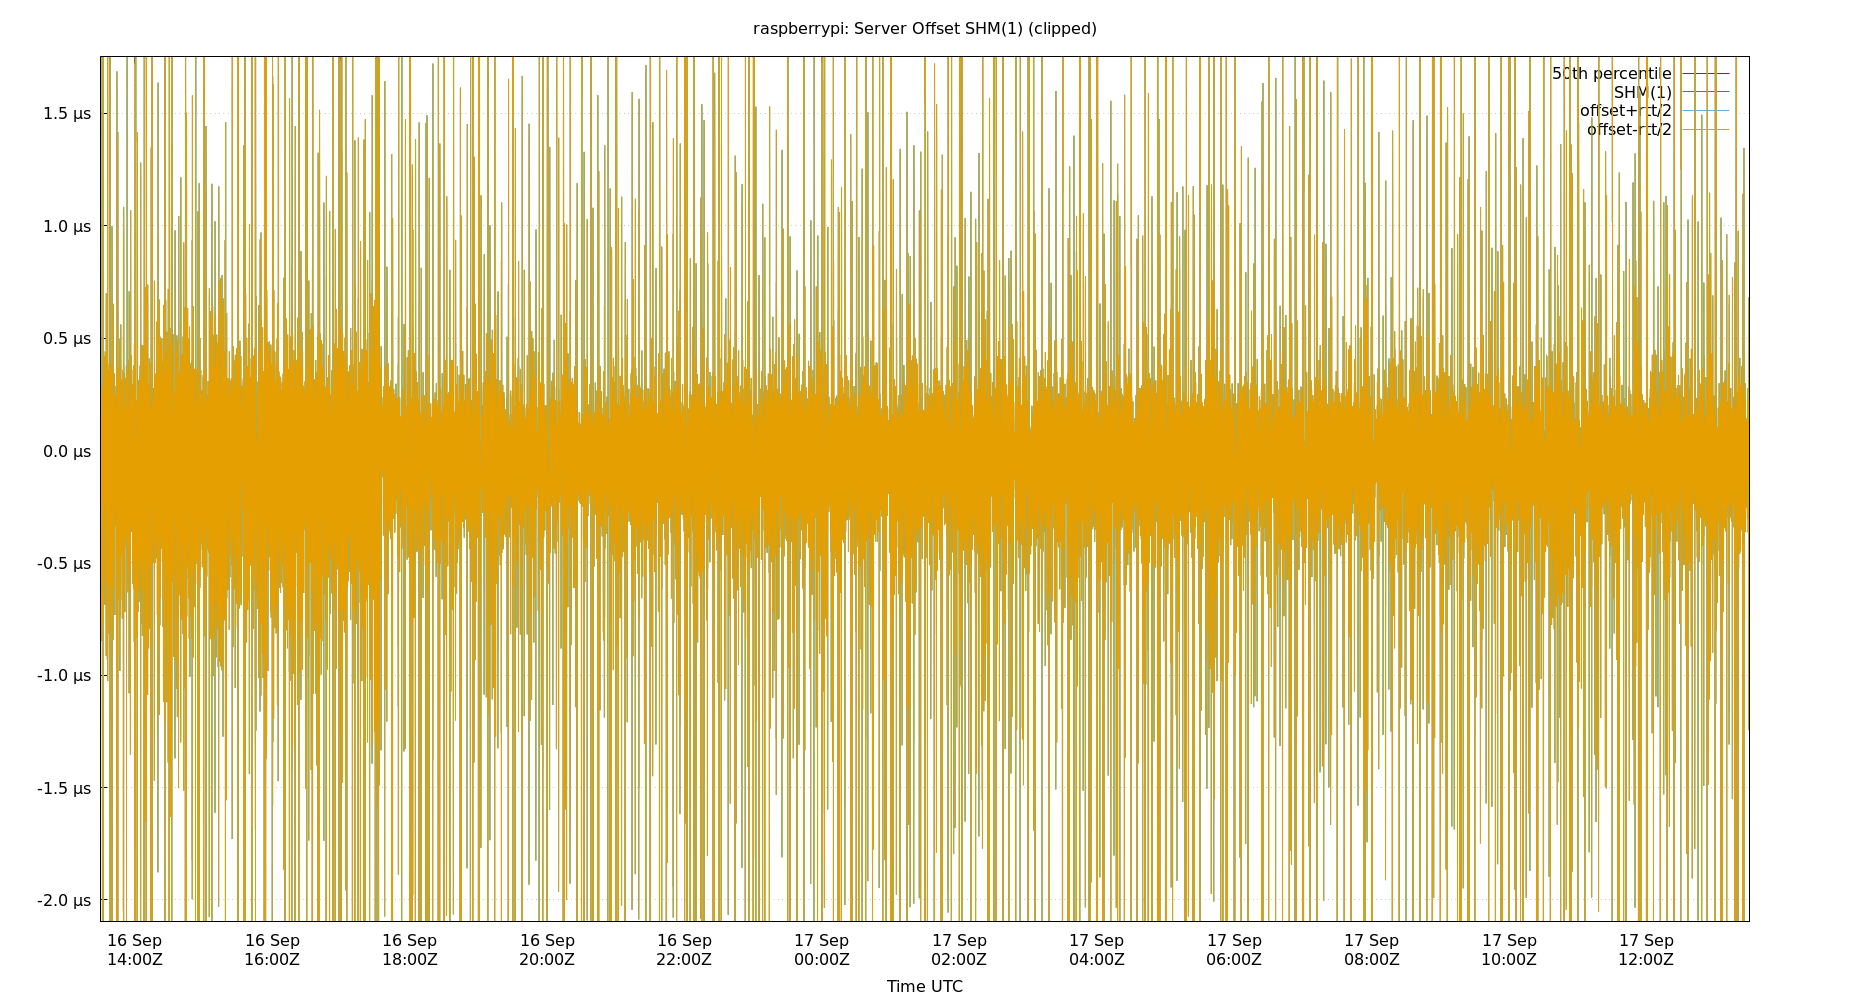 raspberrypi: Server Offset SHM(1) (clipped)
50th percentile
SHM(1)
offset+rtt/2
offset-rtt/2
1.5 µs
1.0 µs
0.5 µs
0.0 µs
-0.5 µs
-1.0 µs
-1.5 µs
-2.0 µs
16 Sep 16 Sep 16 Sep 16 Sep 16 Sep 17 Sep 17 Sep 17 Sep 17 Sep 17 Sep 17 Sep 17 Sep
14:00Z 16:00Z 18:00Z 20:00Z 22:00Z 00:00Z 02:00Z 04:00Z 06:00Z 08:00Z 10:00Z 12:00Z
Time UTC